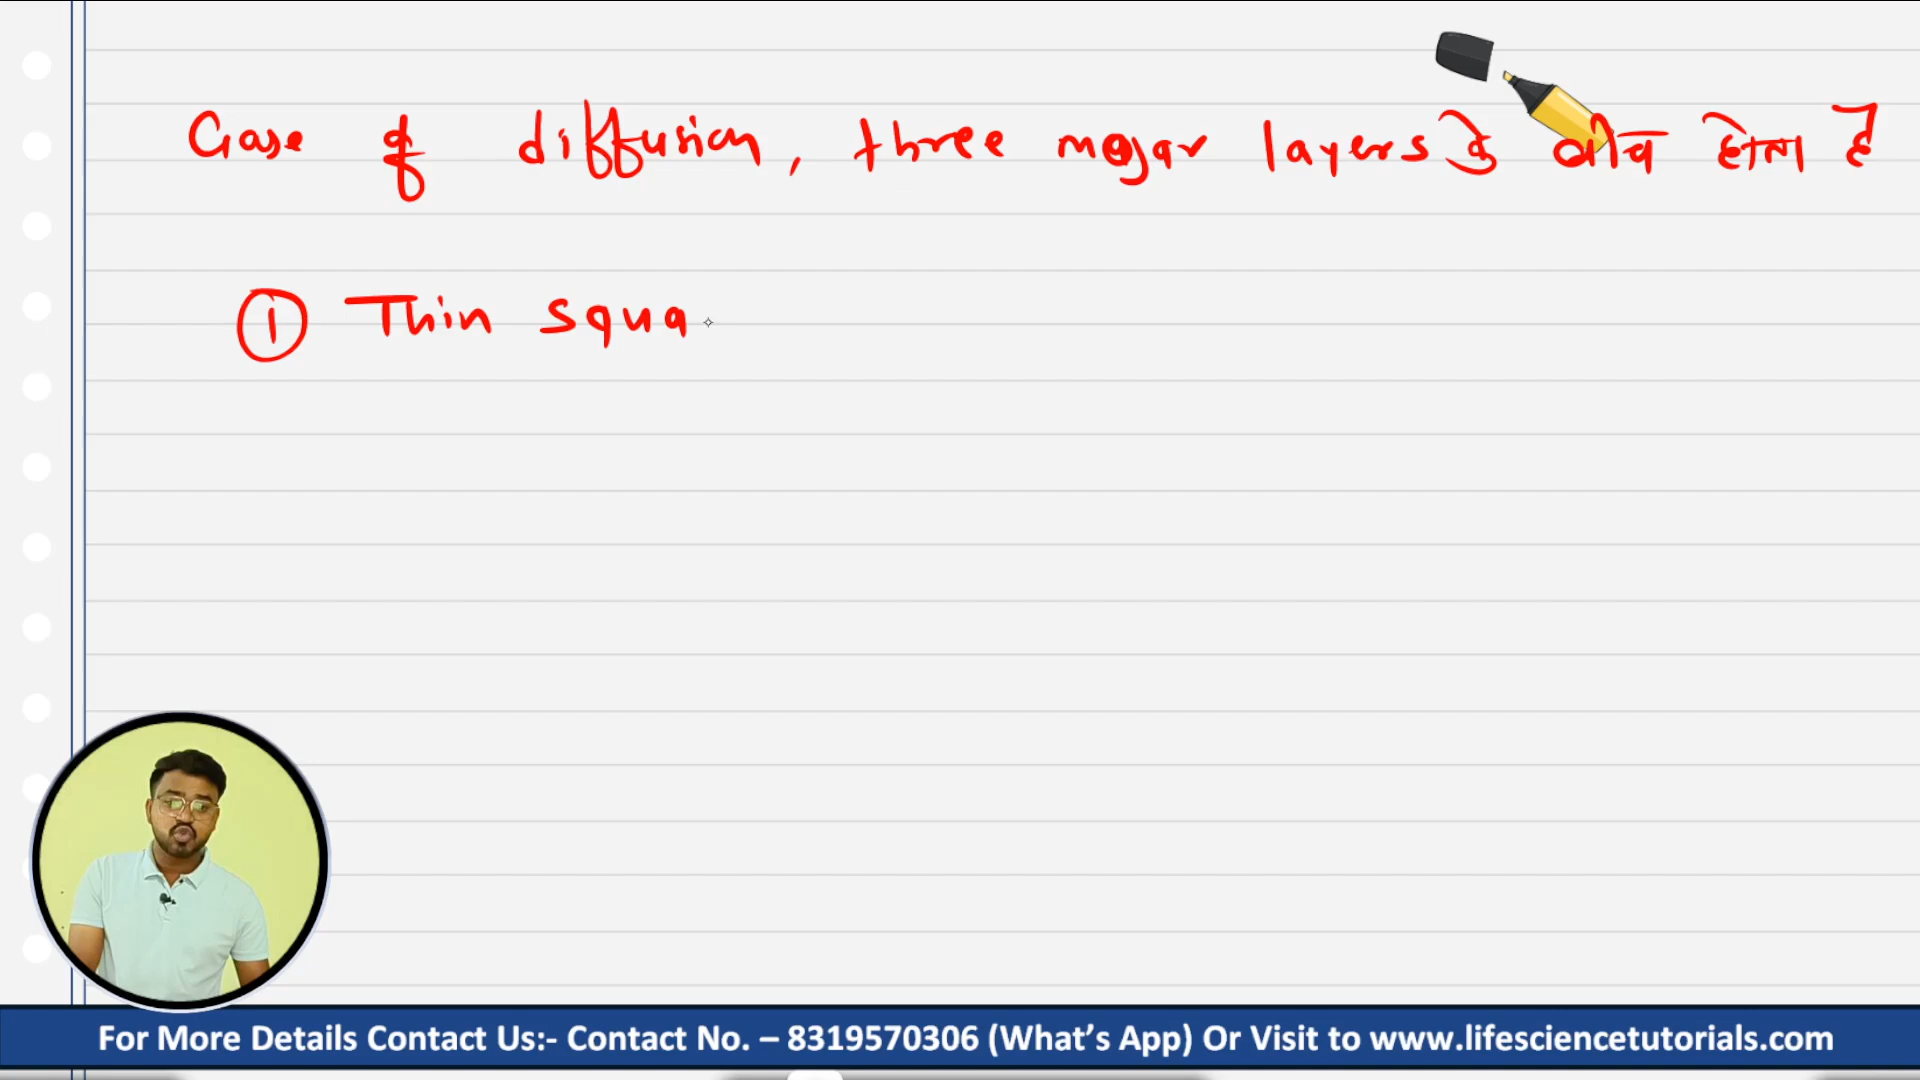 Gase of diffusion, three major layers के बीच होता है
① Thin squa
For More Details Contact Us:- Contact No. – 8319570306 (What's App) Or Visit to www.lifesciencetutorials.com